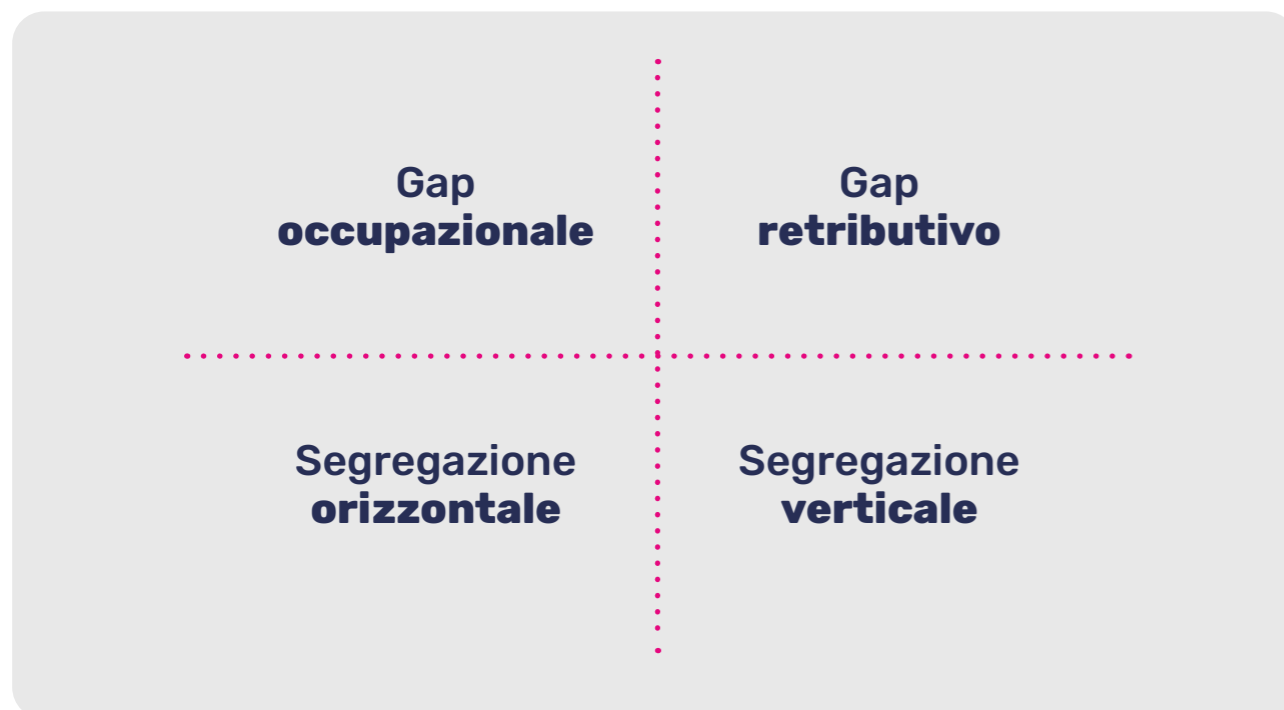 Gap
occupazionale
Gap
retributivo
Segregazione
orizzontale
Segregazione
verticale